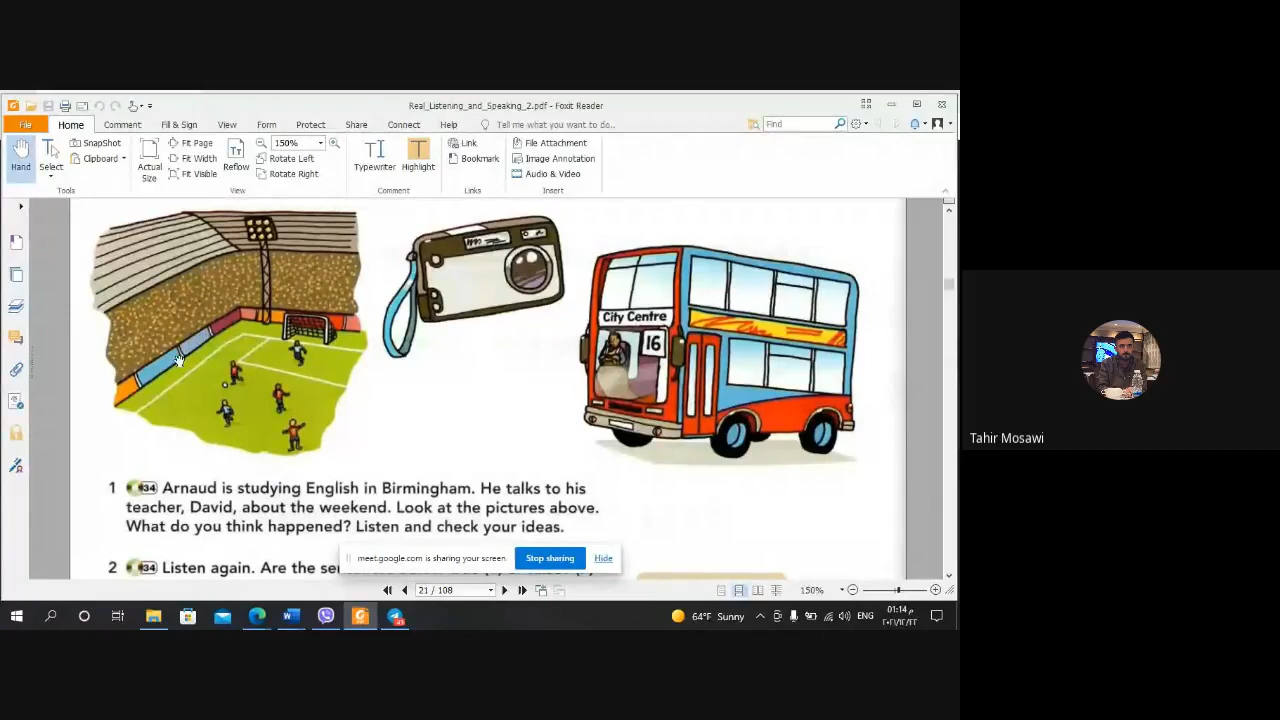 Real_Listening_and_Speaking_2.pdf - Foxit Reader
File Home Comment Fill & Sign View Form Protect Share Connect Help Tell me what you want to do... Find
Hand
Select
SnapShot
Clipboard
Tools
Actual Size
Fit Page
Fit Width
Fit Visible
Reflow
150%
Rotate Left
Rotate Right
View
Typewriter
Highlight
Comment
Link
Bookmark
Links
File Attachment
Image Annotation
Audio & Video
Insert
City Centre
16
1 34 Arnaud is studying English in Birmingham. He talks to his
teacher, David, about the weekend. Look at the pictures above.
What do you think happened? Listen and check your ideas.
meet.google.com is sharing your screen. Stop sharing Hide
2 34 Listen again. Are the
21 / 108
150%
64°F Sunny
ENG
01:14 م
Tahir Mosawi